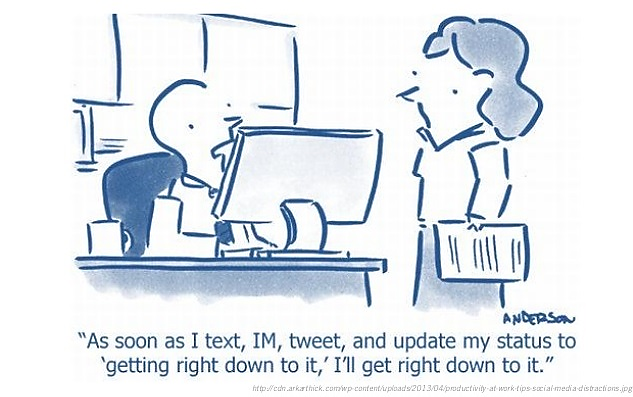 ANDERSON
“As soon as I text, IM, tweet, and update my status to
‘getting right down to it,’ I’ll get right down to it.”
http://cdn.arkarthick.com/wp-content/uploads/2013/04/productivity-at-work-tips-social-media-distractions.jpg